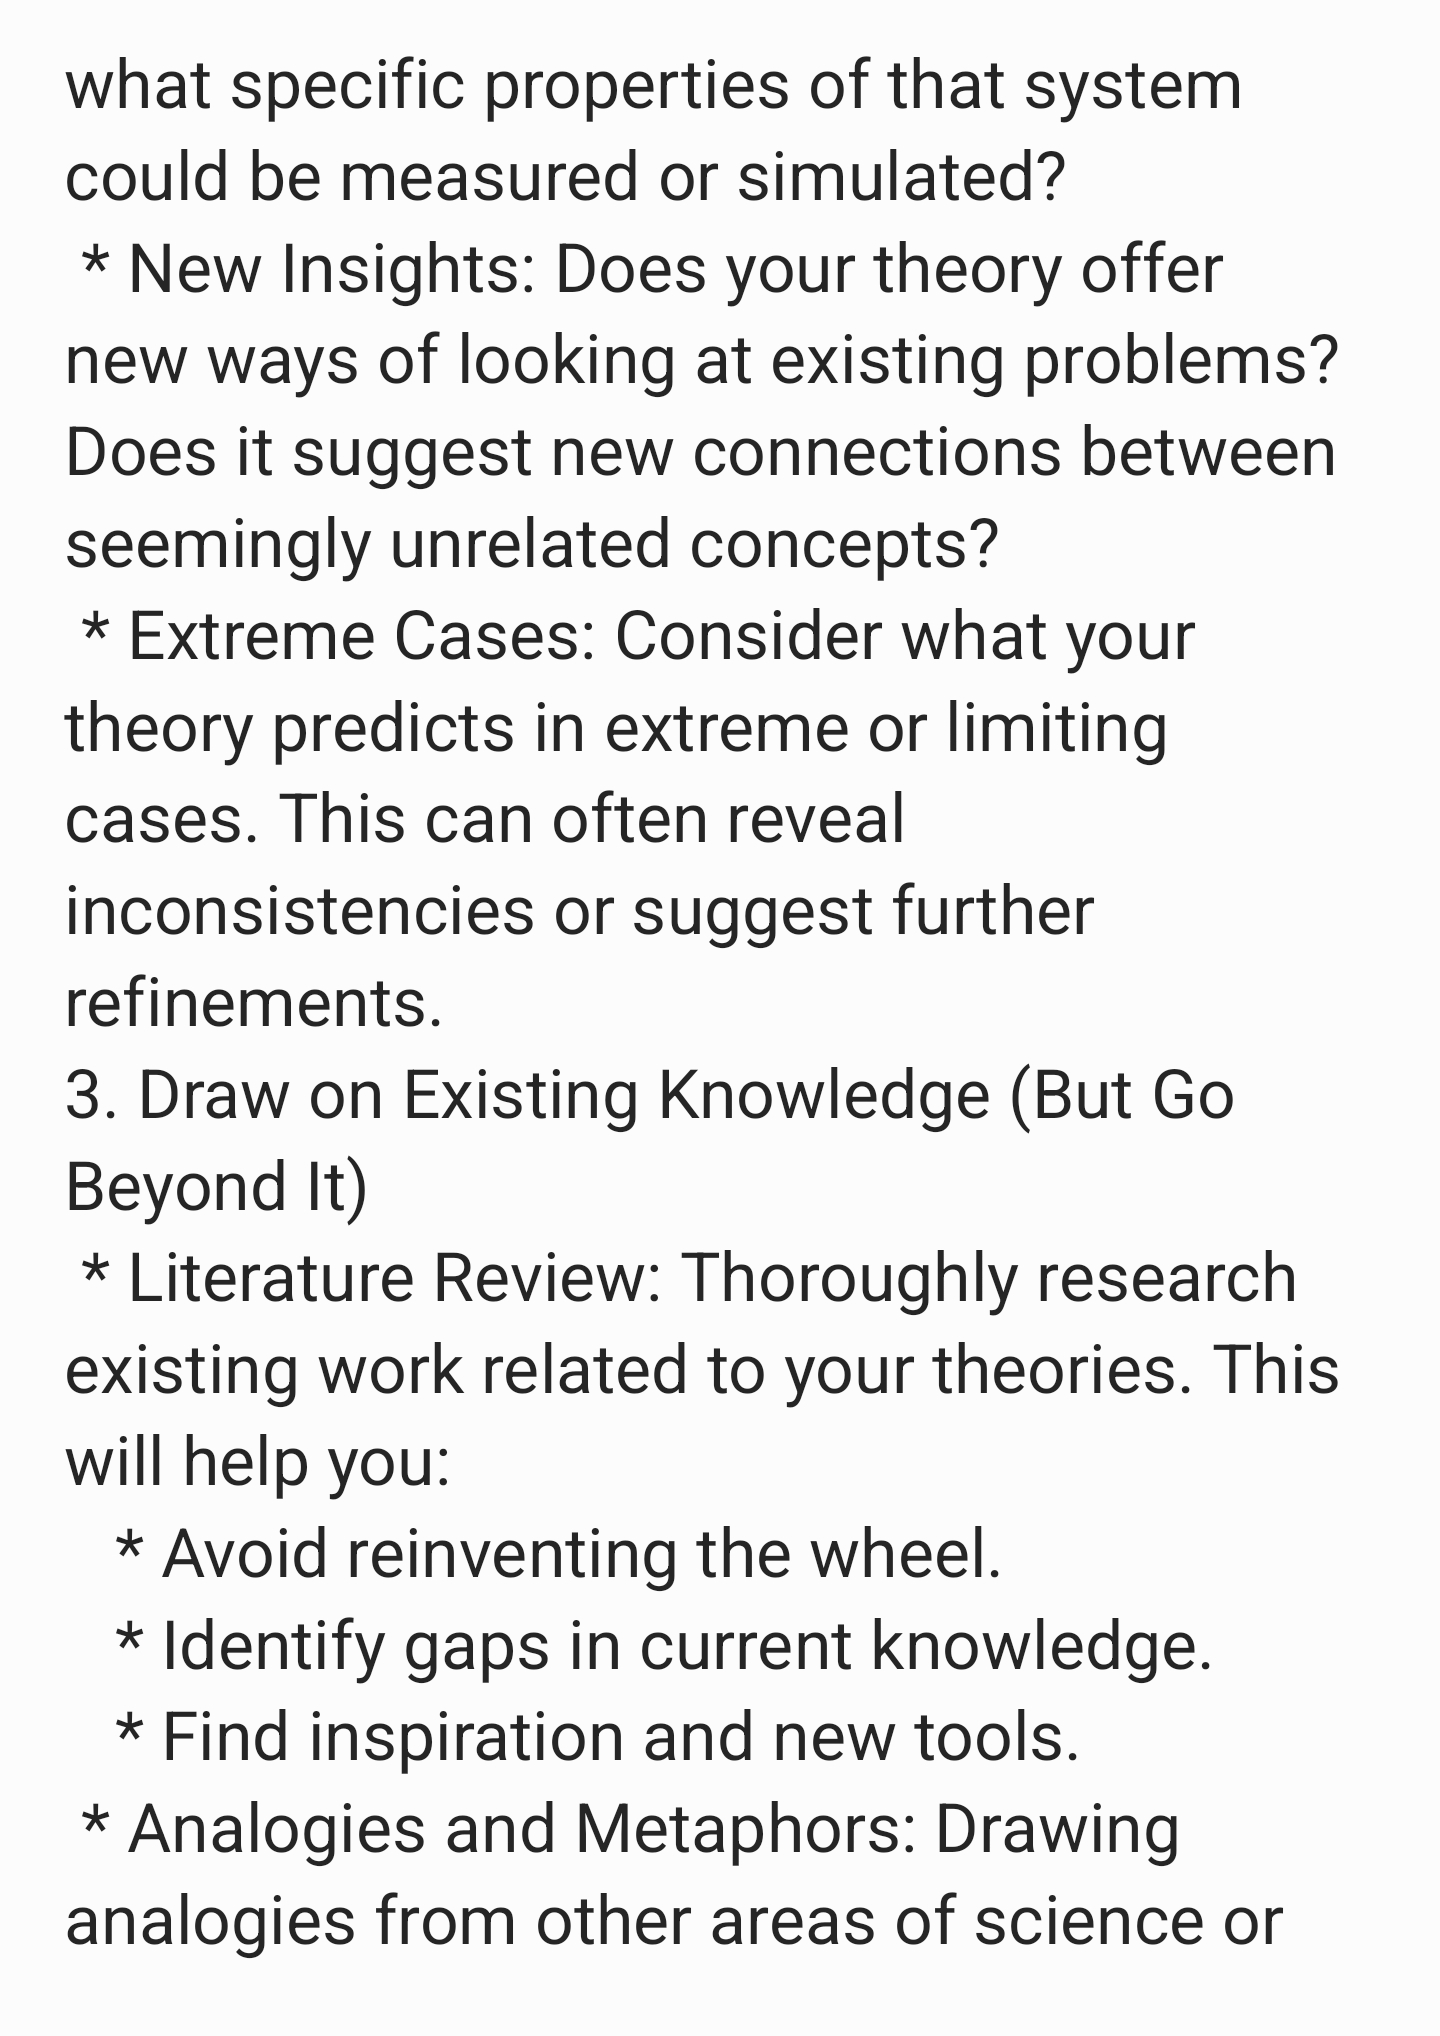 what specific properties of that system
could be measured or simulated?
* New Insights: Does your theory offer
new ways of looking at existing problems?
Does it suggest new connections between
seemingly unrelated concepts?
* Extreme Cases: Consider what your
theory predicts in extreme or limiting
cases. This can often reveal
inconsistencies or suggest further
refinements.
3. Draw on Existing Knowledge (But Go
Beyond It)
* Literature Review: Thoroughly research
existing work related to your theories. This
will help you:
* Avoid reinventing the wheel.
* Identify gaps in current knowledge.
* Find inspiration and new tools.
* Analogies and Metaphors: Drawing
analogies from other areas of science or